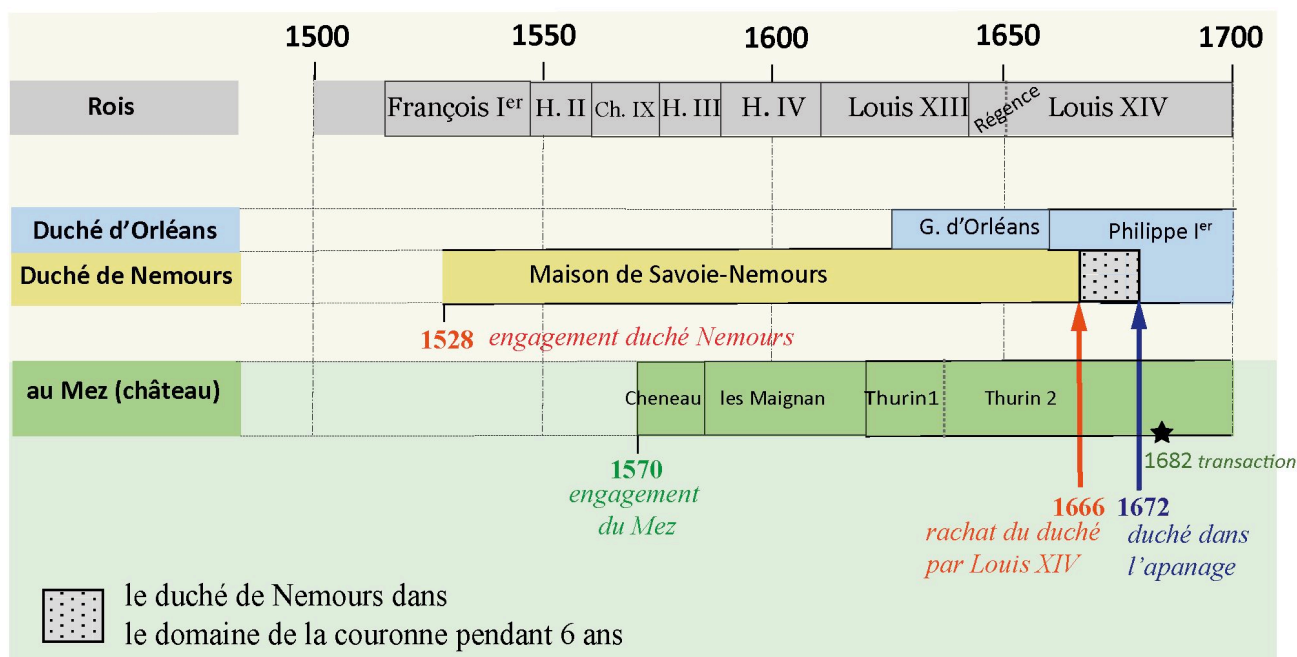 1500 1550 1600 1650 1700
Rois François Ier H. II Ch. IX H. III H. IV Louis XIII Régence Louis XIV
Duché d’Orléans G. d’Orléans Philippe Ier
Duché de Nemours Maison de Savoie-Nemours
1528 engagement duché Nemours
au Mez (château) Cheneau les Maignan Thurin1 Thurin 2
1682 transaction
1570
engagement
du Mez
1666 1672
rachat du duché duché dans
par Louis XIV l’apanage
le duché de Nemours dans
le domaine de la couronne pendant 6 ans